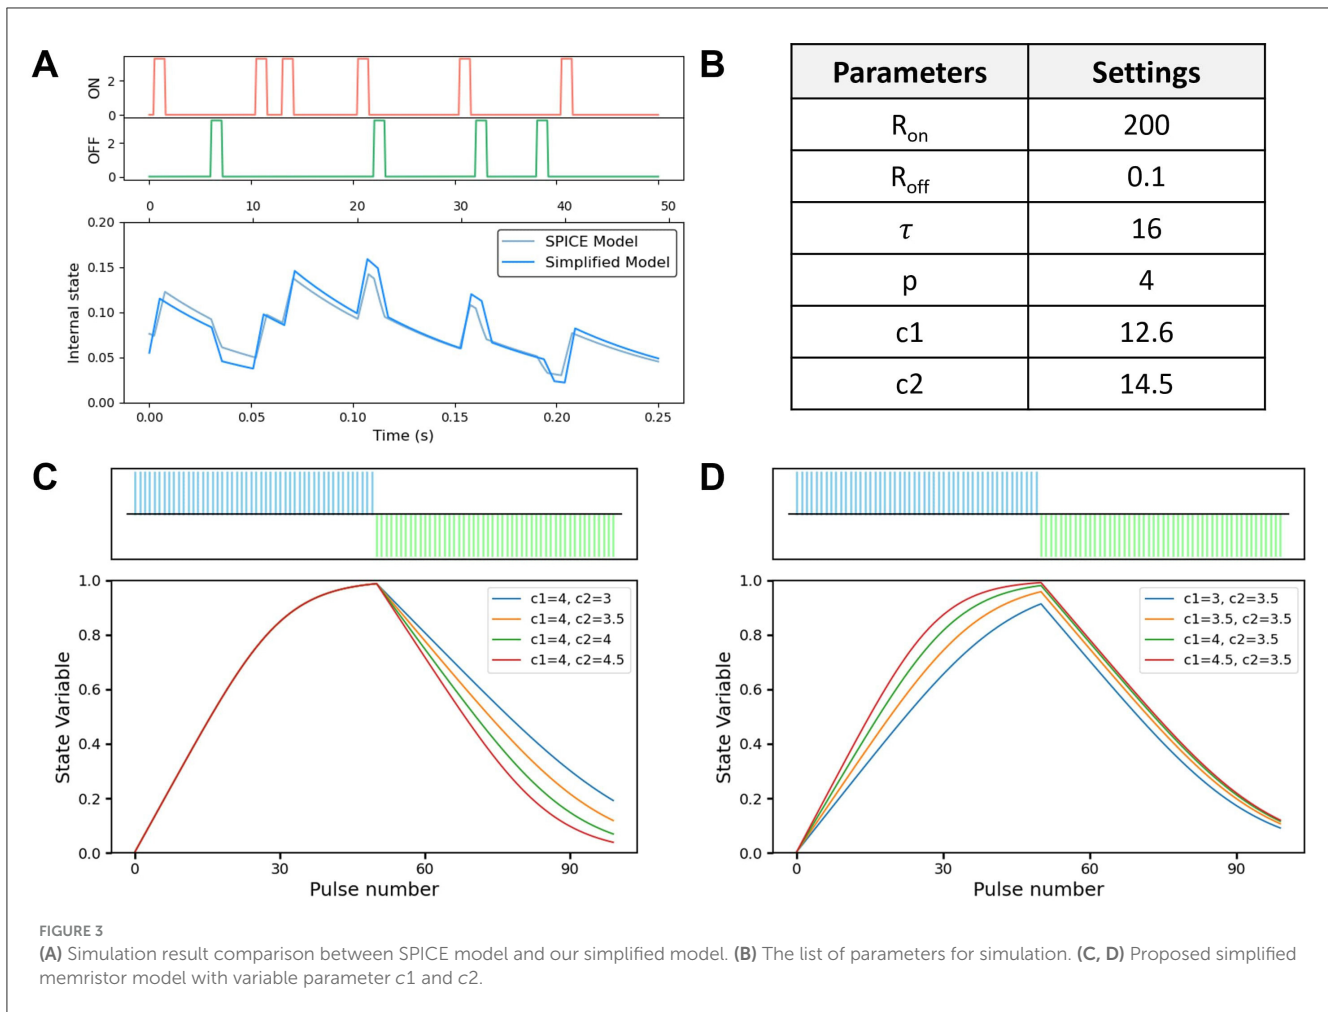 A
ON
2
0
OFF
2
0
0 10 20 30 40 50
Internal state
0.20
0.15
0.10
0.05
0.00
SPICE Model
Simplified Model
0.00 0.05 0.10 0.15 0.20 0.25
Time (s)
B
Parameters Settings
Ron 200
Roff 0.1
τ 16
p 4
c1 12.6
c2 14.5
C
State Variable
1.0
0.8
0.6
0.4
0.2
0.0
c1=4, c2=3
c1=4, c2=3.5
c1=4, c2=4
c1=4, c2=4.5
0 30 60 90
Pulse number
D
State Variable
1.0
0.8
0.6
0.4
0.2
0.0
c1=3, c2=3.5
c1=3.5, c2=3.5
c1=4, c2=3.5
c1=4.5, c2=3.5
0 30 60 90
Pulse number
FIGURE 3
(A) Simulation result comparison between SPICE model and our simplified model. (B) The list of parameters for simulation. (C, D) Proposed simplified
memristor model with variable parameter c1 and c2.